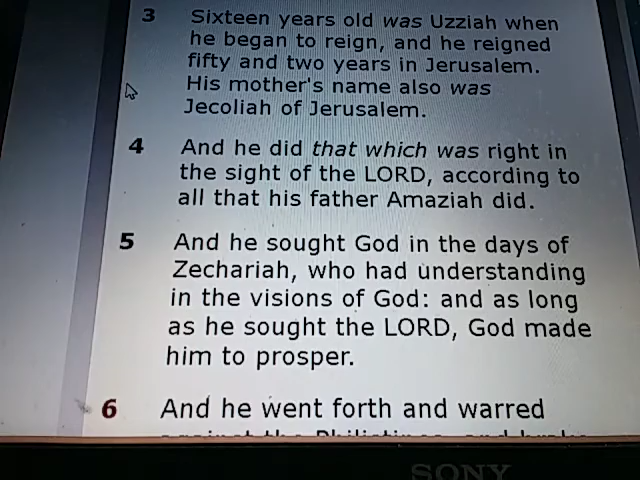 3 Sixteen years old was Uzziah when
he began to reign, and he reigned
fifty and two years in Jerusalem.
His mother's name also was
Jecoliah of Jerusalem.
4 And he did that which was right in
the sight of the LORD, according to
all that his father Amaziah did.
5 And he sought God in the days of
Zechariah, who had understanding
in the visions of God: and as long
as he sought the LORD, God made
him to prosper.
6 And he went forth and warred
SONY